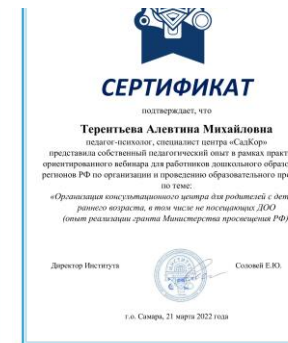 СЕРТИФИКАТ
подтверждает, что
Терентьева Алевтина Михайловна
педагог-психолог, специалист центра «СадКор»
представила собственный педагогический опыт в рамках практ
ориентированного вебинара для работников дошкольного образо
регионов РФ по организации и проведению образовательного пр
по теме:
«Организация консультационного центра для родителей с дет
раннего возраста, в том числе не посещающих ДОО
(опыт реализации гранта Министерства просвещения РФ)
Директор Института Соловей Е.Ю.
г.о. Самара, 21 марта 2022 года